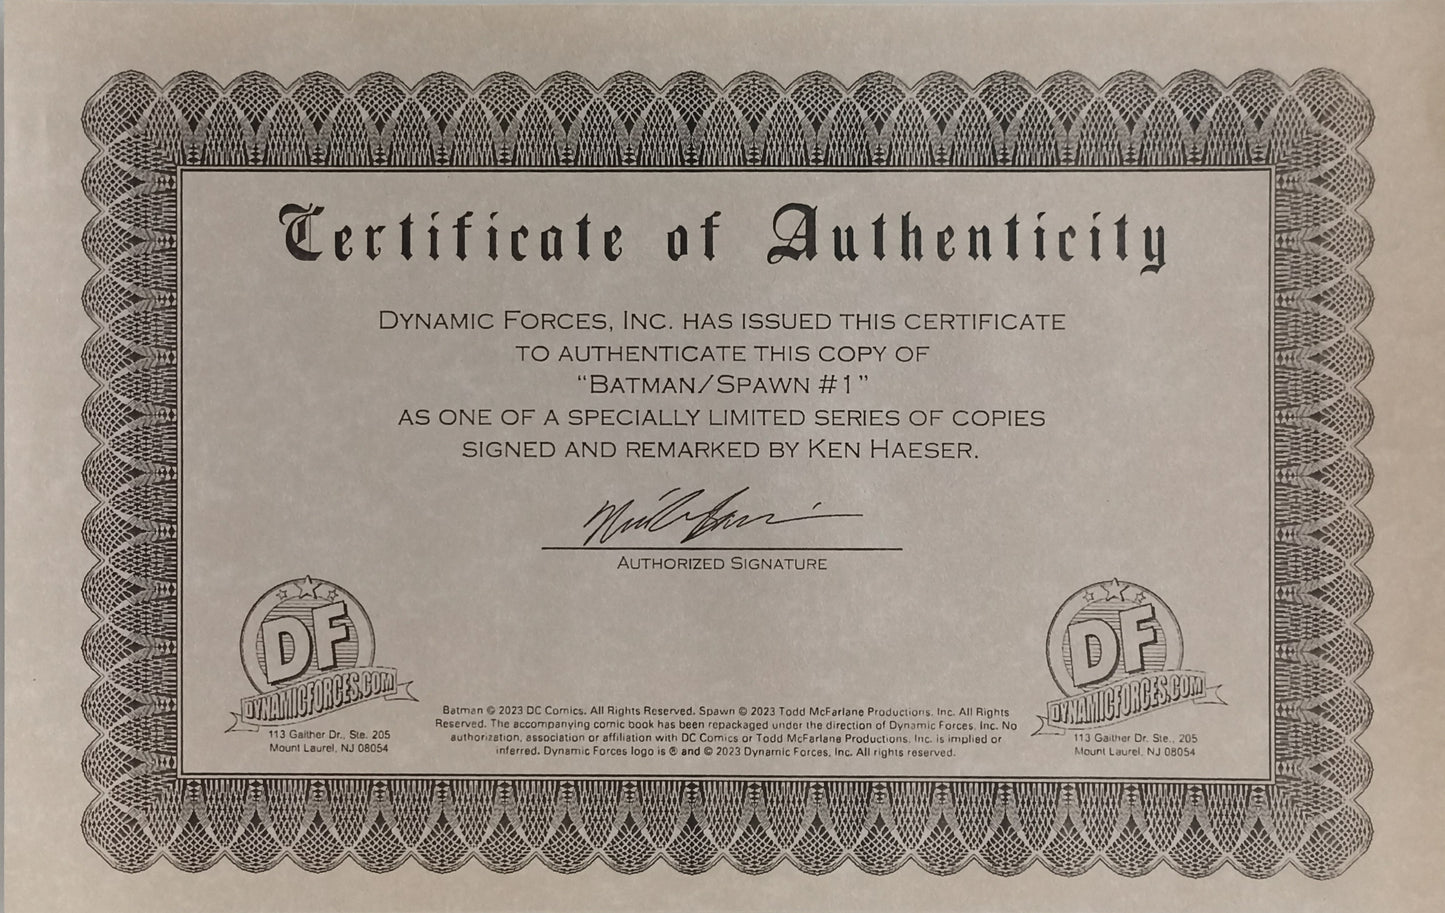 Certificate of Authenticity
DYNAMIC FORCES, INC. HAS ISSUED THIS CERTIFICATE
TO AUTHENTICATE THIS COPY OF
“BATMAN/SPAWN #1”
AS ONE OF A SPECIALLY LIMITED SERIES OF COPIES
SIGNED AND REMARKED BY KEN HAESER.
AUTHORIZED SIGNATURE
DF
DYNAMICFORCES.COM
113 Gaither Dr., Ste. 205
Mount Laurel, NJ 08054
Batman © 2023 DC Comics. All Rights Reserved. Spawn © 2023 Todd McFarlane Productions, Inc. All Rights
Reserved. The accompanying comic book has been repackaged under the direction of Dynamic Forces, Inc. No
authorization, association or affiliation with DC Comics or Todd McFarlane Productions, Inc. is implied or
inferred. Dynamic Forces logo is ® and © 2023 Dynamic Forces, Inc. All rights reserved.
DF
DYNAMICFORCES.COM
113 Gaither Dr. Ste., 205
Mount Laurel, NJ 08054